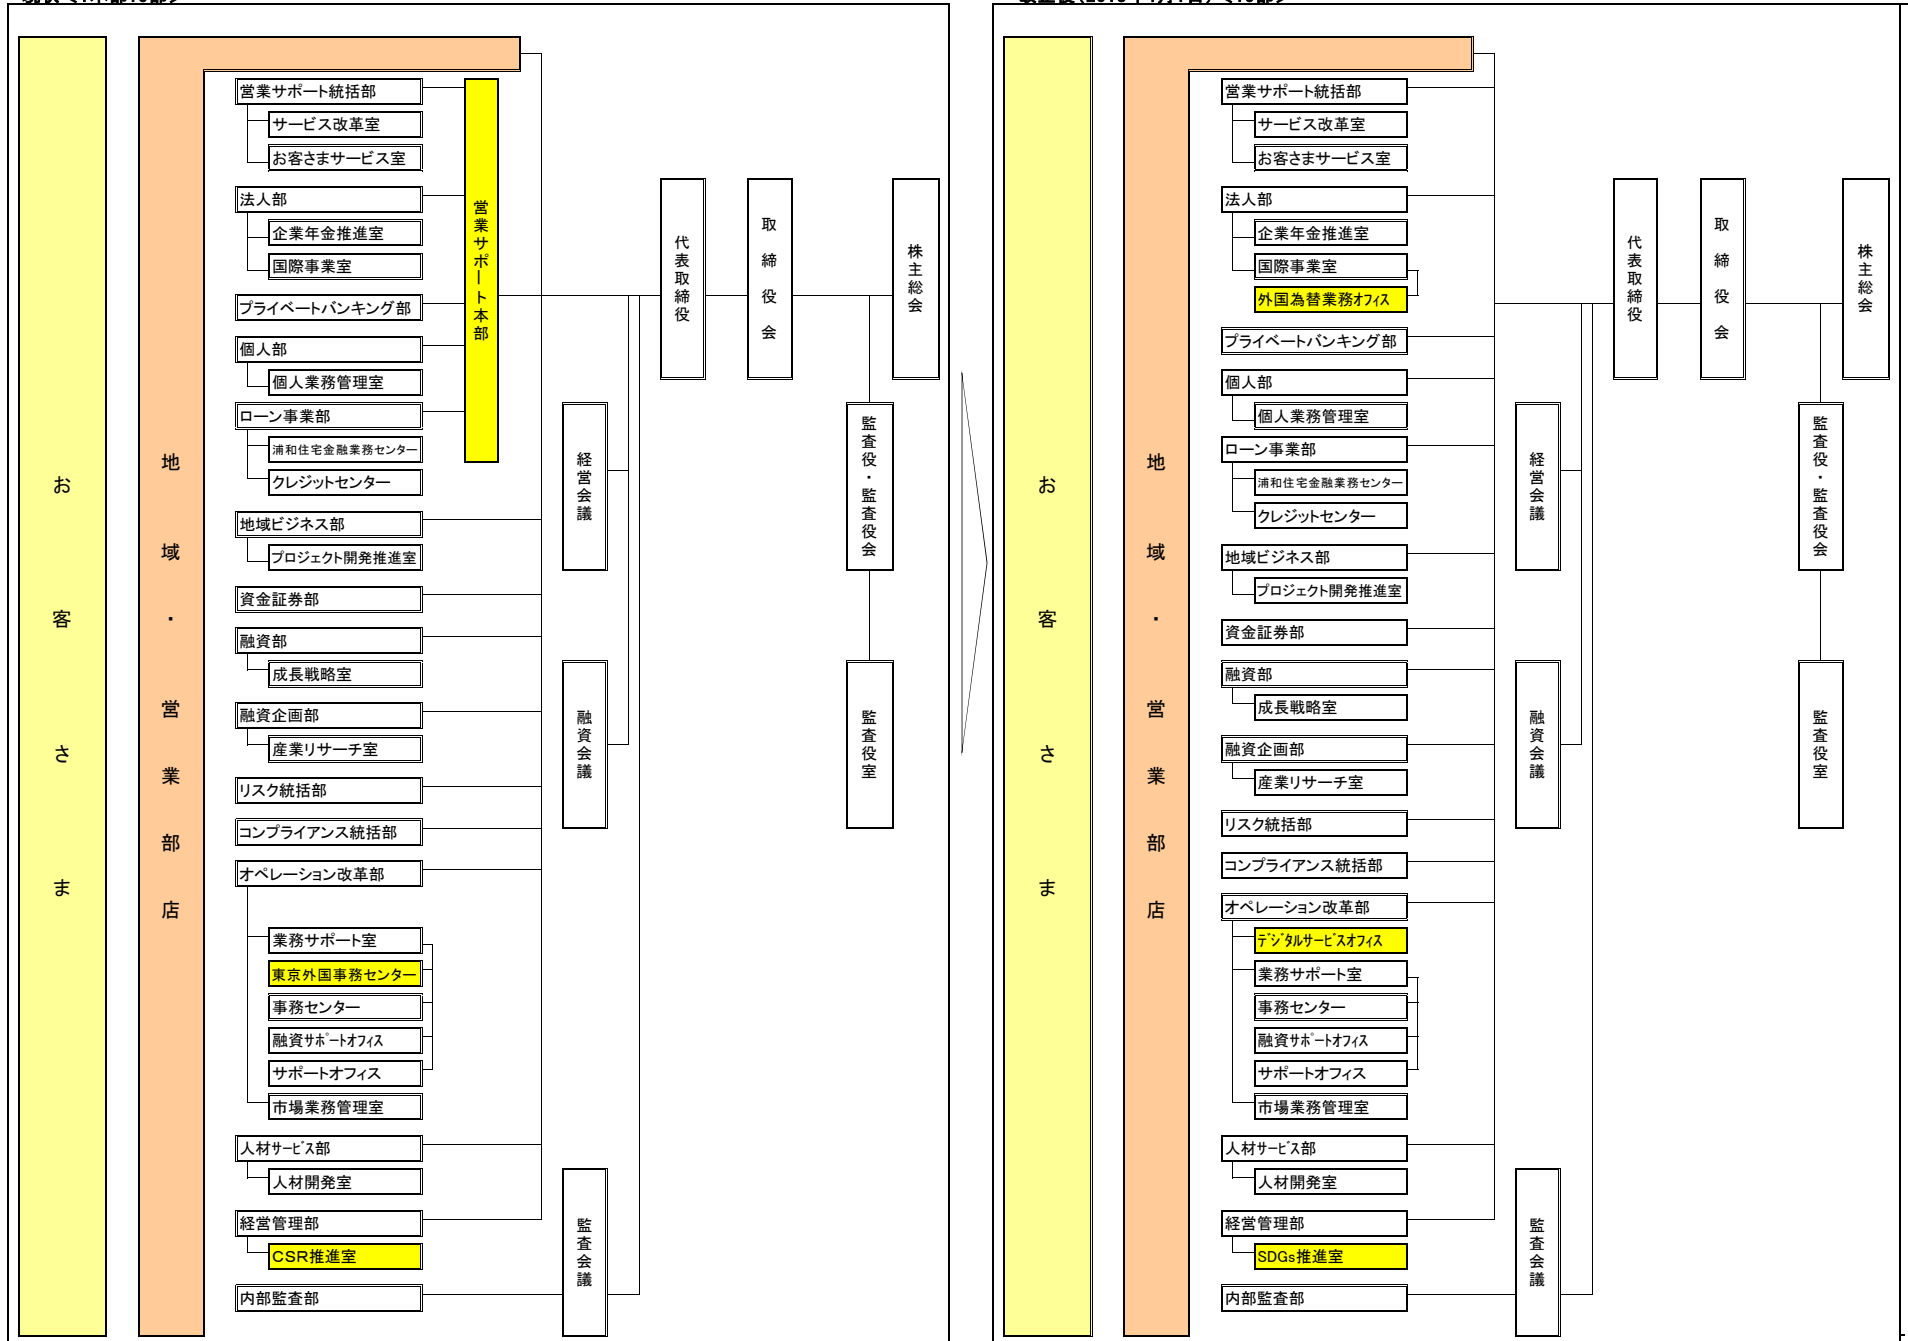 お客さま
地域・営業部店
営業サポート統括部
サービス改革室
お客さまサービス室
法人部
企業年金推進室
国際事業室
プライベートバンキング部
個人部
個人業務管理室
ローン事業部
浦和住宅金融業務センター
クレジットセンター
地域ビジネス部
プロジェクト開発推進室
資金証券部
融資部
成長戦略室
融資企画部
産業リサーチ室
リスク統括部
コンプライアンス統括部
オペレーション改革部
業務サポート室
東京外国事務センター
事務センター
融資サポートオフィス
サポートオフィス
市場業務管理室
人材サービス部
人材開発室
経営管理部
CSR推進室
内部監査部
営業サポート本部
経営会議
融資会議
監査会議
代表取締役
取締役会
監査役・監査役会
監査役室
株主総会
お客さま
地域・営業部店
営業サポート統括部
サービス改革室
お客さまサービス室
法人部
企業年金推進室
国際事業室
外国為替業務オフィス
プライベートバンキング部
個人部
個人業務管理室
ローン事業部
浦和住宅金融業務センター
クレジットセンター
地域ビジネス部
プロジェクト開発推進室
資金証券部
融資部
成長戦略室
融資企画部
産業リサーチ室
リスク統括部
コンプライアンス統括部
オペレーション改革部
デジタルサービスオフィス
業務サポート室
事務センター
融資サポートオフィス
サポートオフィス
市場業務管理室
人材サービス部
人材開発室
経営管理部
SDGs推進室
内部監査部
経営会議
融資会議
監査会議
代表取締役
取締役会
監査役・監査役会
監査役室
株主総会